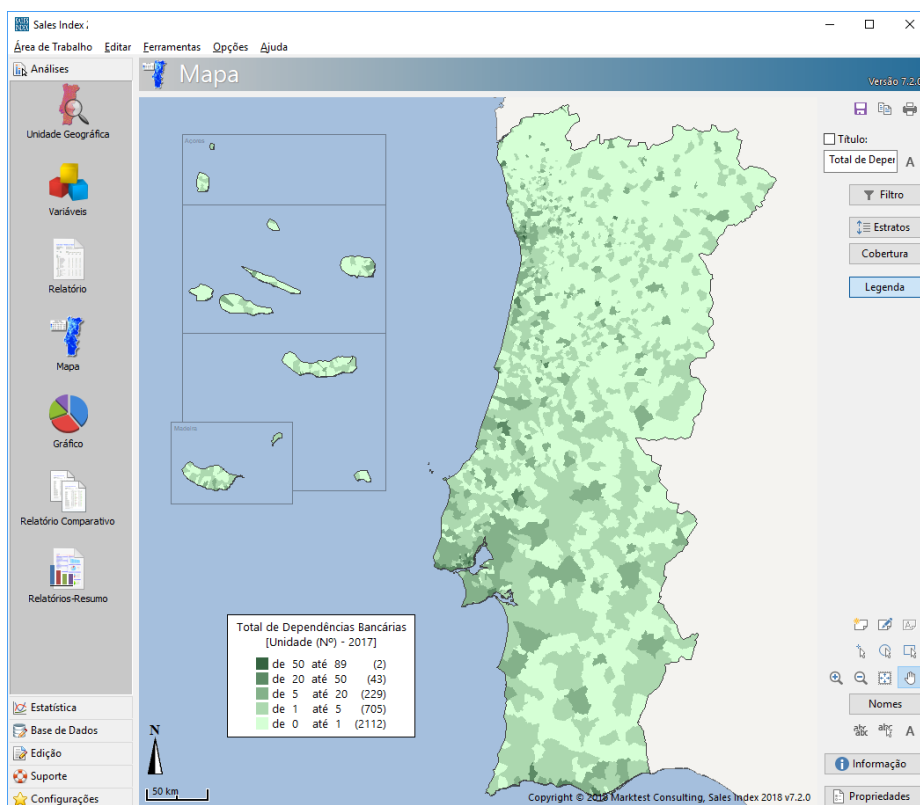 Sales Index 2
Área de Trabalho Editar Ferramentas Opções Ajuda
Análises
Mapa
Versão 7.2.0
Unidade Geográfica
Variáveis
Relatório
Mapa
Gráfico
Relatório Comparativo
Relatórios-Resumo
Estatística
Base de Dados
Edição
Suporte
Configurações
Açores
Madeira
Total de Dependências Bancárias
[Unidade (Nº) - 2017]
de 50 até 89 (2)
de 20 até 50 (43)
de 5 até 20 (229)
de 1 até 5 (705)
de 0 até 1 (2112)
N
50 km
Copyright © 2018 Marktest Consulting, Sales Index 2018 v7.2.0
Título:
Total de Deper
A
Filtro
Estratos
Cobertura
Legenda
Nomes
A
Informação
Propriedades